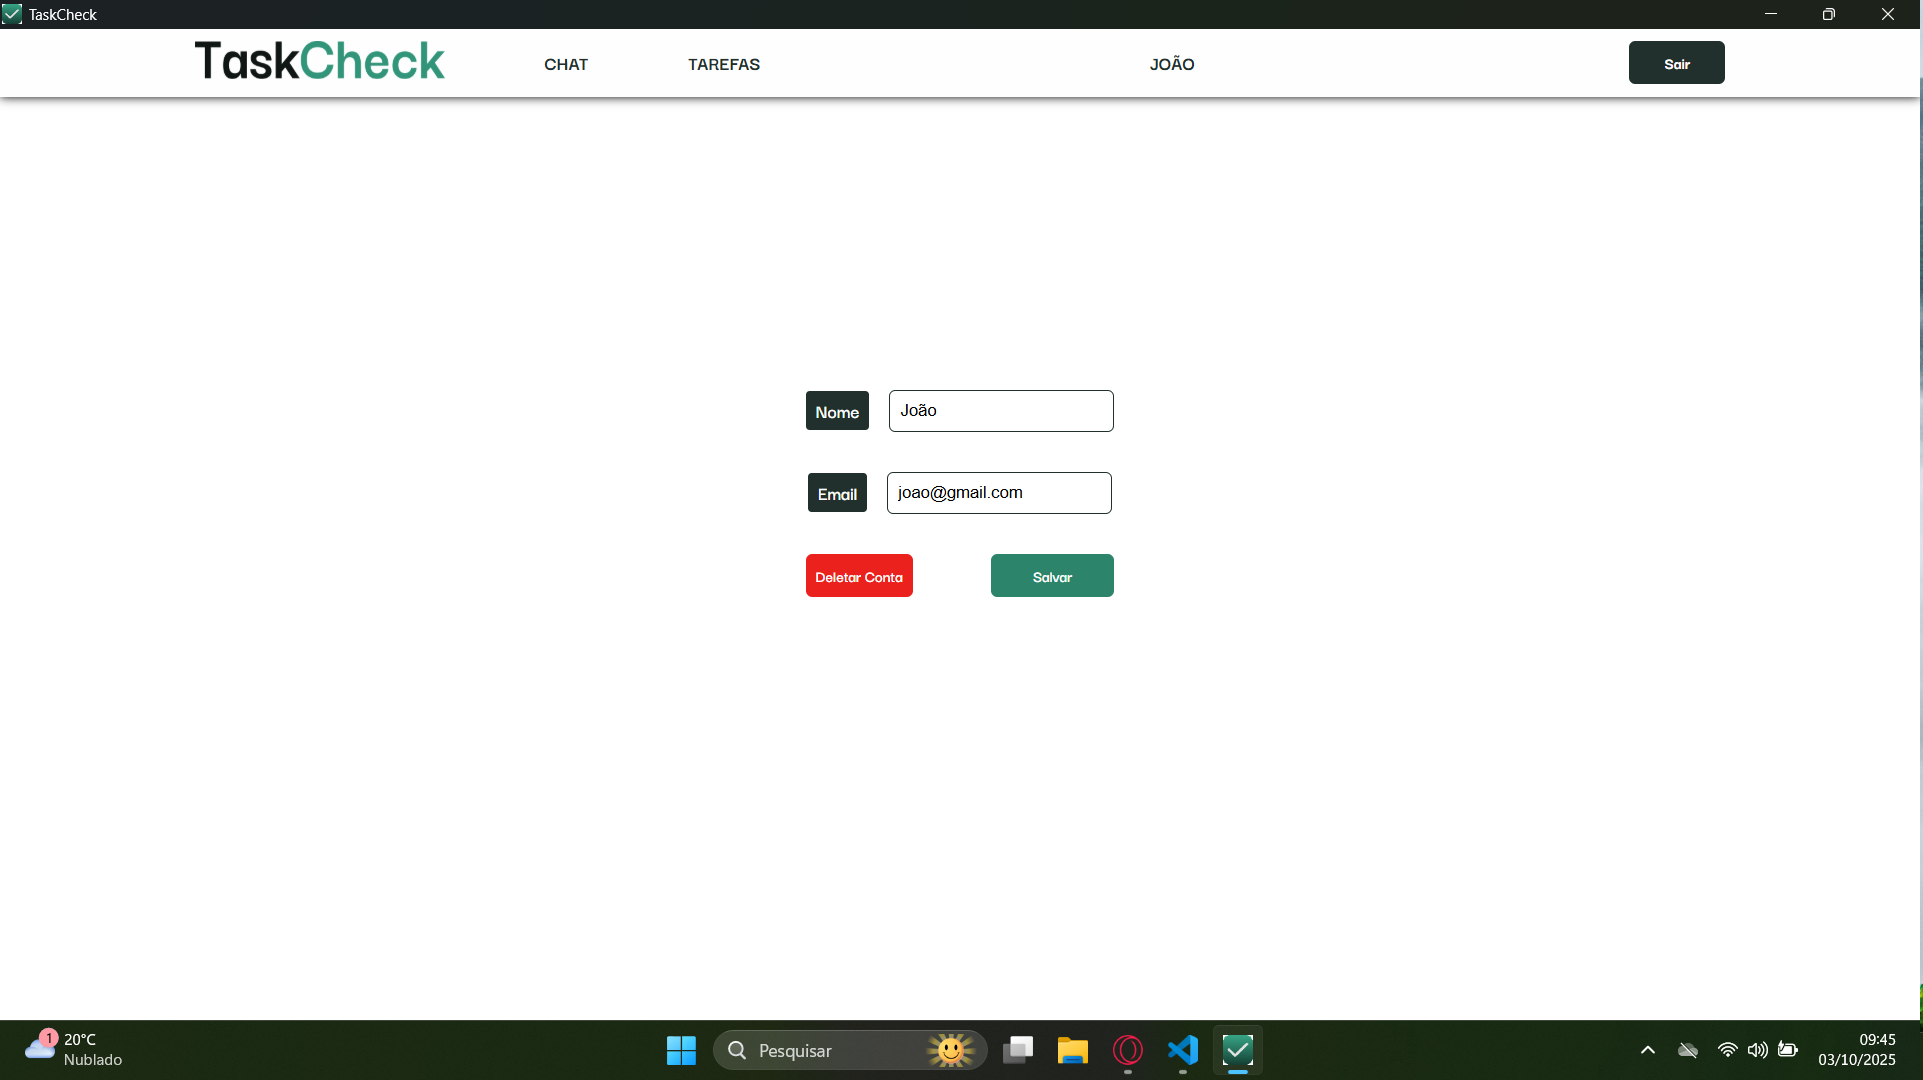 TaskCheck
TaskCheck
CHAT
TAREFAS
JOÃO
Sair
Nome
João
Email
joao@gmail.com
Deletar Conta
Salvar
1
20°C
Nublado
Pesquisar
09:45
03/10/2025